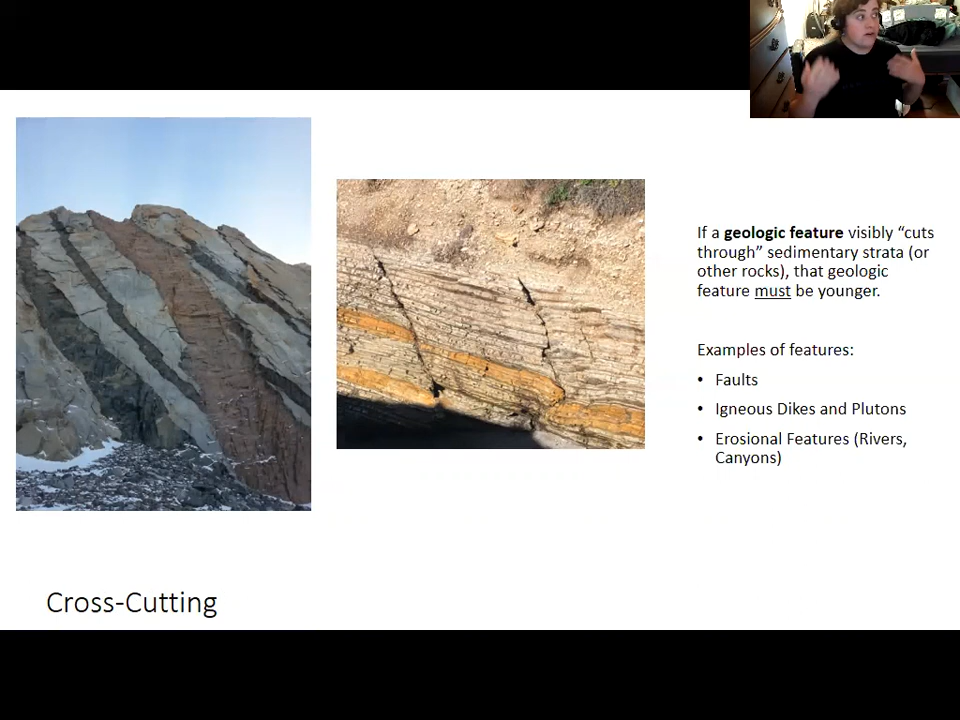 If a geologic feature visibly “cuts
through” sedimentary strata (or
other rocks), that geologic
feature must be younger.
Examples of features:
• Faults
• Igneous Dikes and Plutons
• Erosional Features (Rivers,
Canyons)
Cross-Cutting